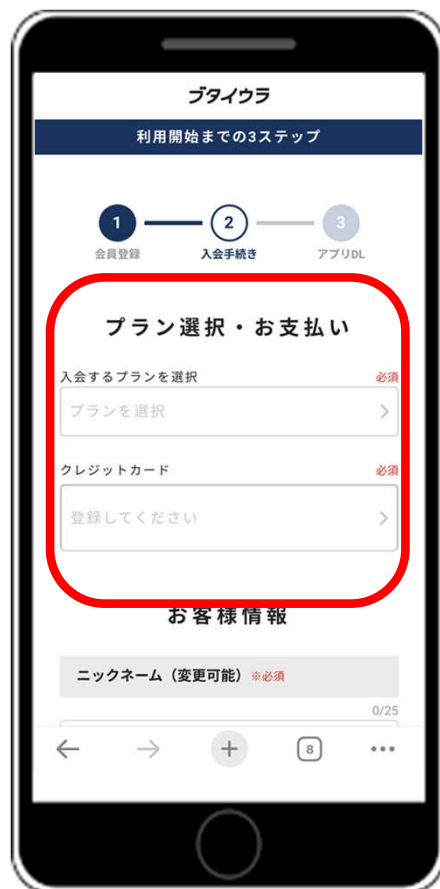 ブタイウラ
利用開始までの3ステップ
1 2 3
会員登録 入会手続き アプリDL
プラン選択・お支払い
入会するプランを選択 必須
プランを選択
クレジットカード 必須
登録してください
お客様情報
ニックネーム（変更可能）※必須
0/25
8